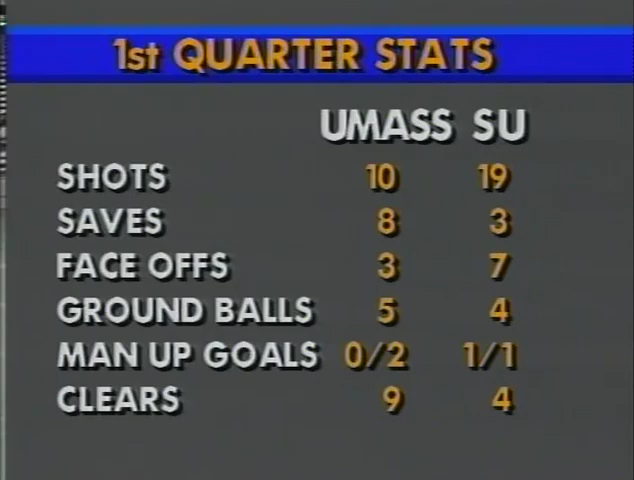 1st QUARTER STATS
UMASS SU
SHOTS 10 19
SAVES 8 3
FACE OFFS 3 7
GROUND BALLS 5 4
MAN UP GOALS 0/2 1/1
CLEARS 9 4